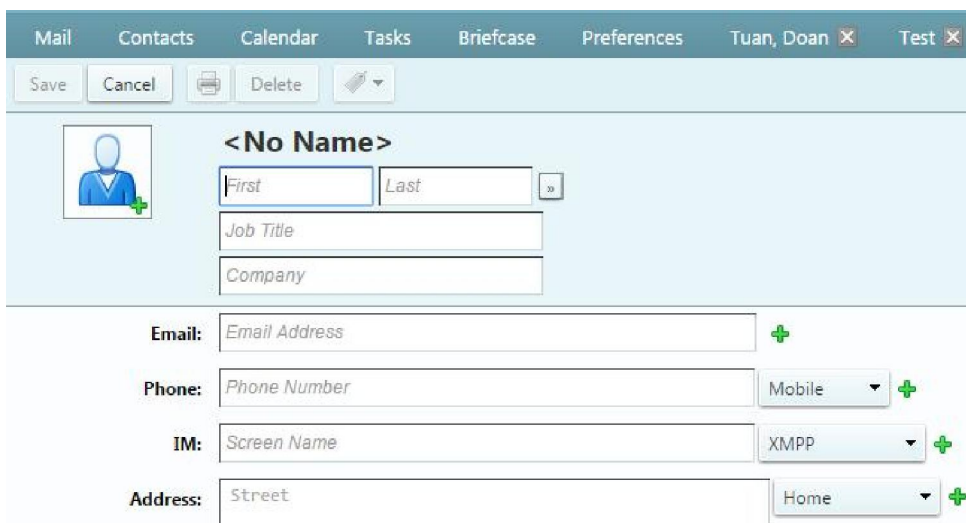 Mail Contacts Calendar Tasks Briefcase Preferences Tuan, Doan Test
Save Cancel Delete
<No Name>
First Last »
Job Title
Company
Email: Email Address
Phone: Phone Number Mobile
IM: Screen Name XMPP
Address: Street Home